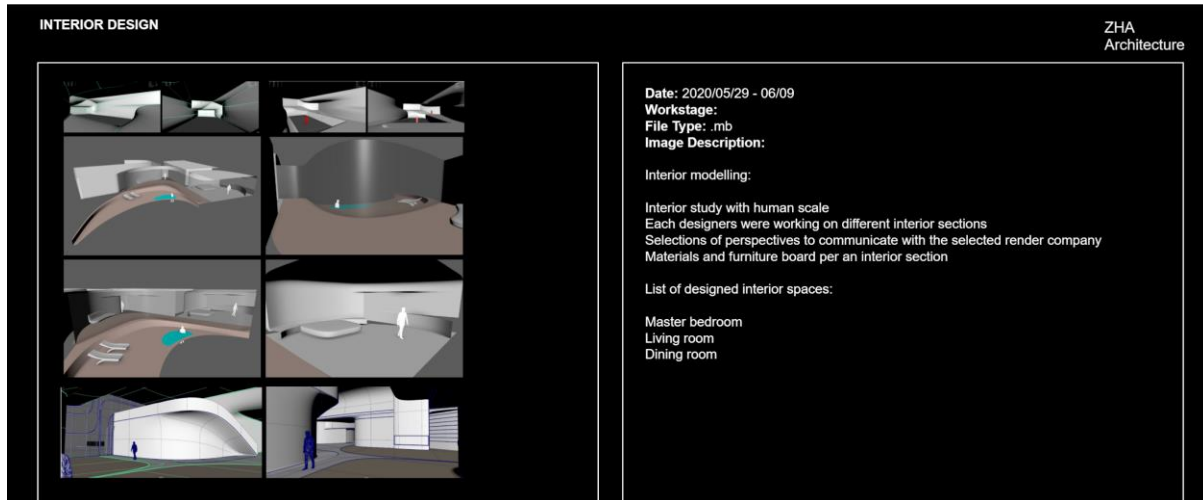 INTERIOR DESIGN
ZHA
Architecture
Date: 2020/05/29 - 06/09
Workstage:
File Type: .mb
Image Description:
Interior modelling:
Interior study with human scale
Each designers were working on different interior sections
Selections of perspectives to communicate with the selected render company
Materials and furniture board per an interior section
List of designed interior spaces:
Master bedroom
Living room
Dining room